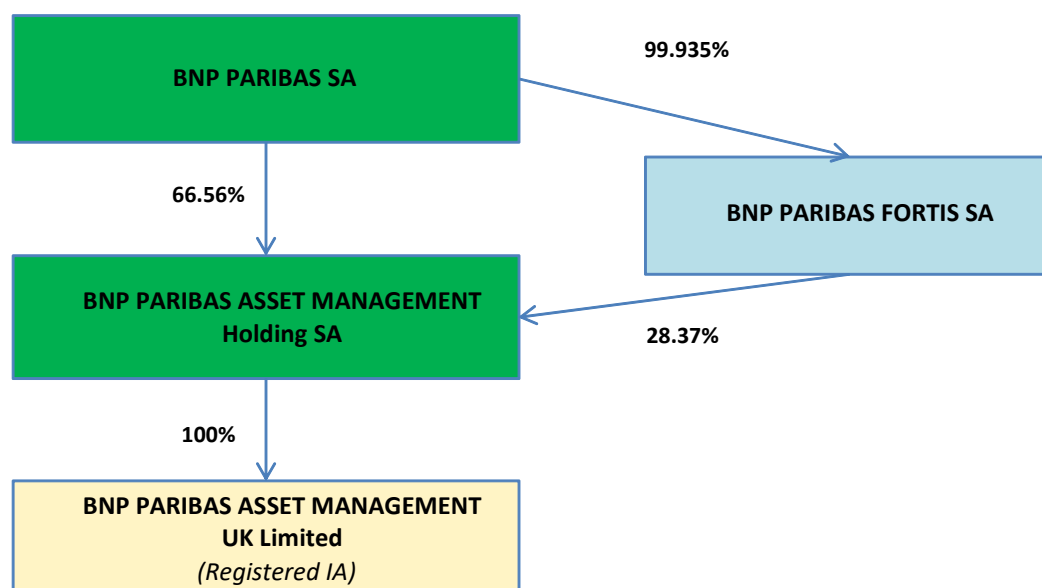 99.935%
BNP PARIBAS SA
66.56%
BNP PARIBAS FORTIS SA
BNP PARIBAS ASSET MANAGEMENT
Holding SA
28.37%
100%
BNP PARIBAS ASSET MANAGEMENT
UK Limited
(Registered IA)